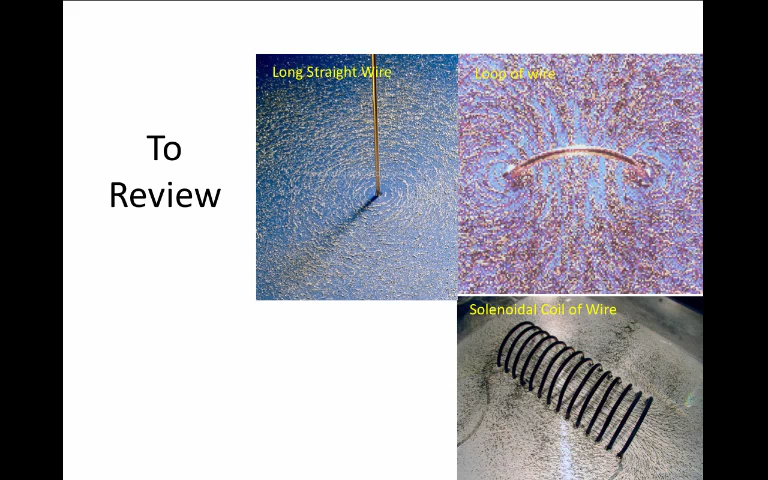 To
Review
Long Straight Wire
Loop of wire
Solenoidal Coil of Wire